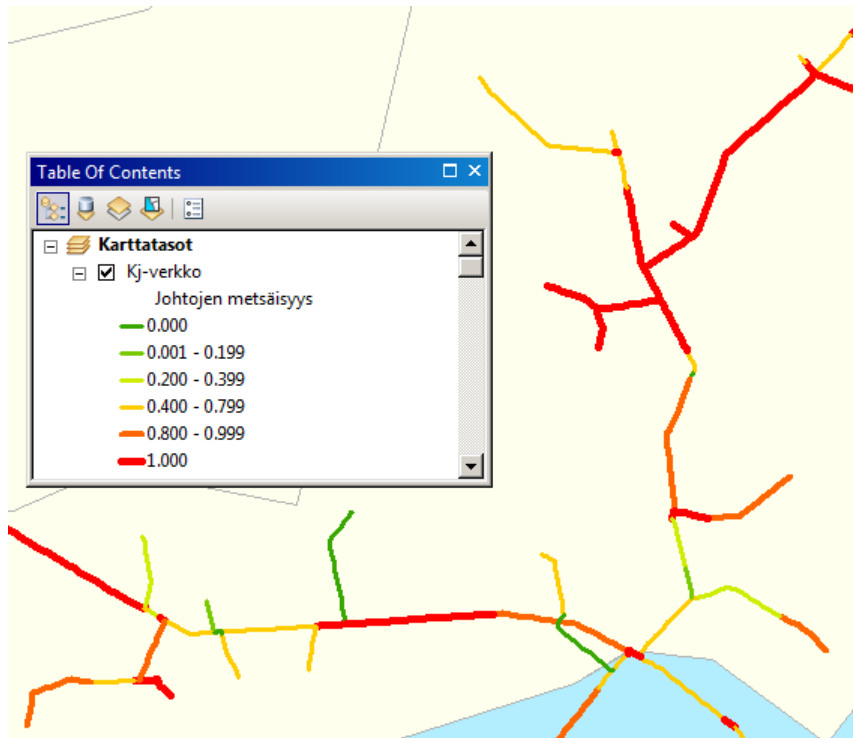 Table Of Contents
Karttatasot
Kj-verkko
Johtojen metsäisyys
0.000
0.001 - 0.199
0.200 - 0.399
0.400 - 0.799
0.800 - 0.999
1.000